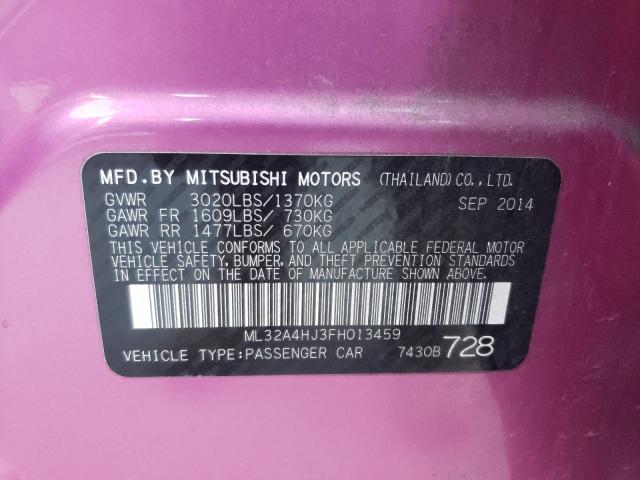 MFD.BY MITSUBISHI MOTORS (THAILAND) CO., LTD.
GVWR 3020LBS/1370KG SEP 2014
GAWR FR 1609LBS/ 730KG
GAWR RR 1477LBS/ 670KG
THIS VEHICLE CONFORMS TO ALL APPLICABLE FEDERAL MOTOR
VEHICLE SAFETY, BUMPER, AND THEFT PREVENTION STANDARDS
IN EFFECT ON THE DATE OF MANUFACTURE SHOWN ABOVE.
ML32A4HJ3FH013459
VEHICLE TYPE:PASSENGER CAR 7430B 728